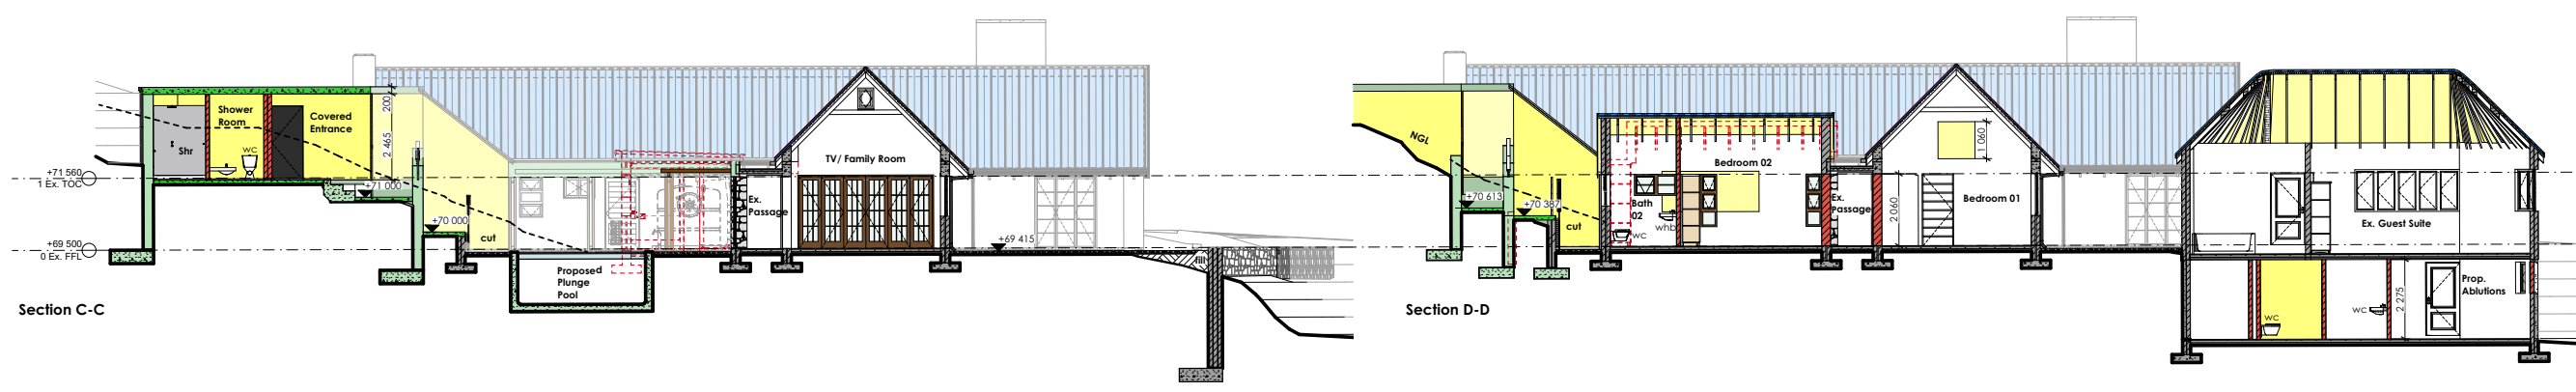 Shower
Room
Covered
Entrance
200
2 465
Shr
WC
+71 560
1 Ex. TOC
+71 000
+70 000
cut
+69 500
0 Ex. FFL
Proposed
Plunge
Pool
Ex.
Passage
TV/ Family Room
+69 415
fill
Section C-C
NGL
+70 613
+70 387
cut
Bath
02
WC
whb
Bedroom 02
Ex.
Passage
2 060
1 060
Bedroom 01
Ex. Guest Suite
WC
WC
2 275
Prop.
Ablutions
Section D-D